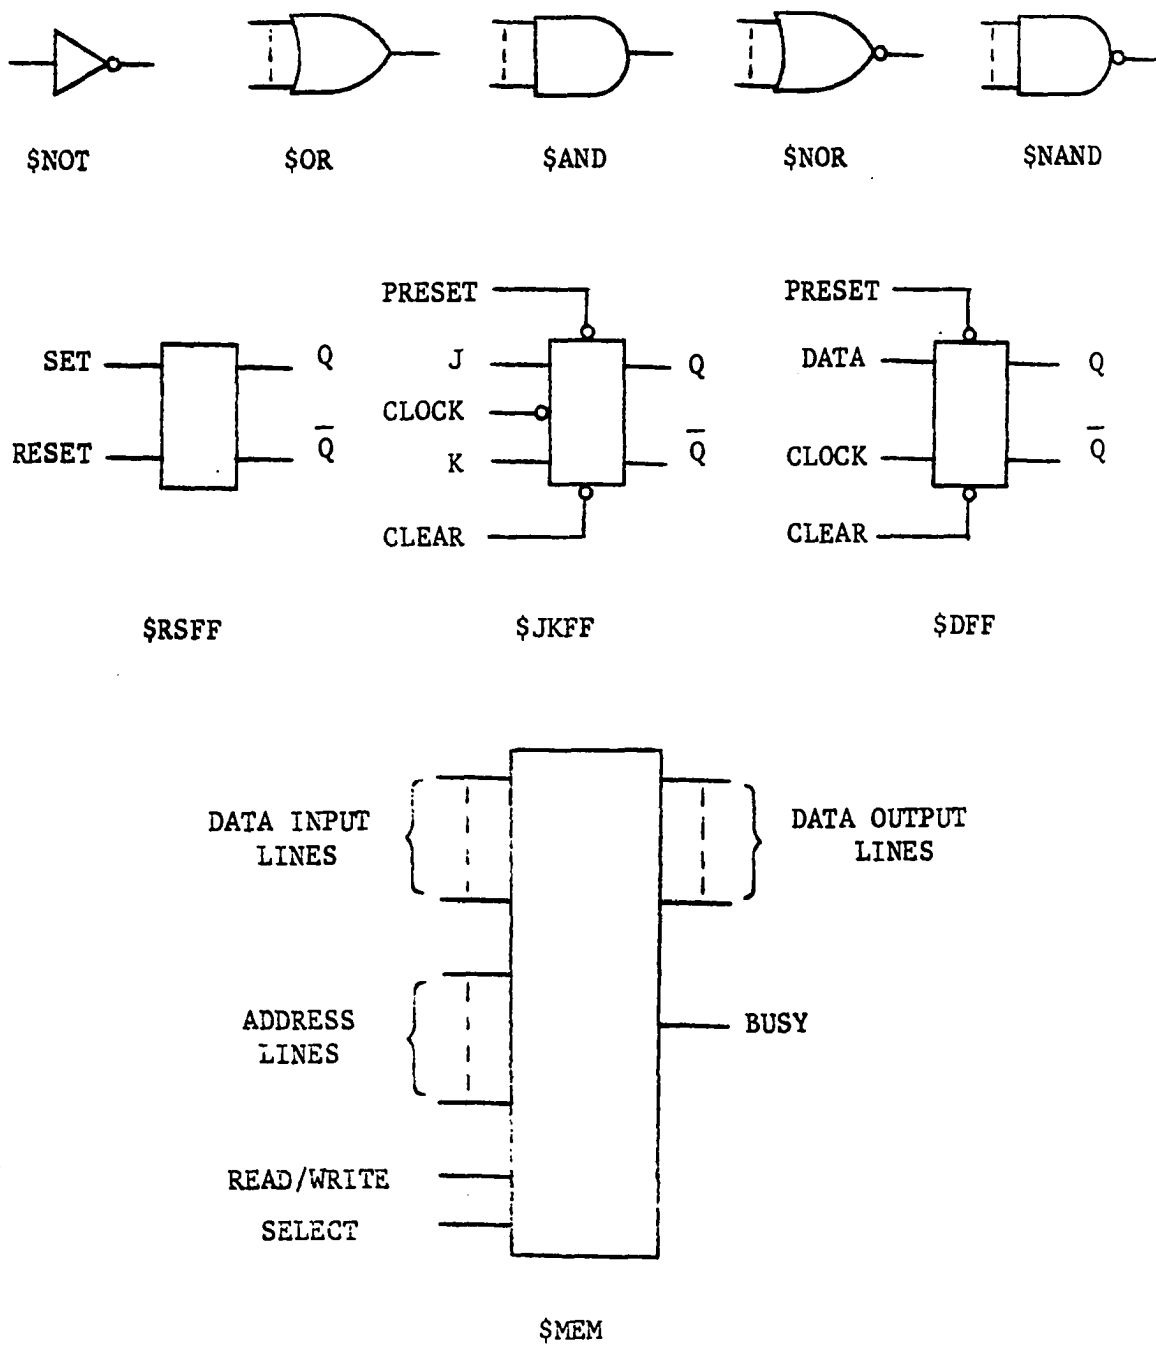 $NOT $OR $AND $NOR $NAND
PRESET PRESET
SET Q J Q DATA Q
CLOCK
RESET Q̅ K Q̅ CLOCK Q̅
CLEAR CLEAR
$RSFF $JKFF $DFF
DATA INPUT
LINES
DATA OUTPUT
LINES
ADDRESS
LINES
BUSY
READ/WRITE
SELECT
$MEM